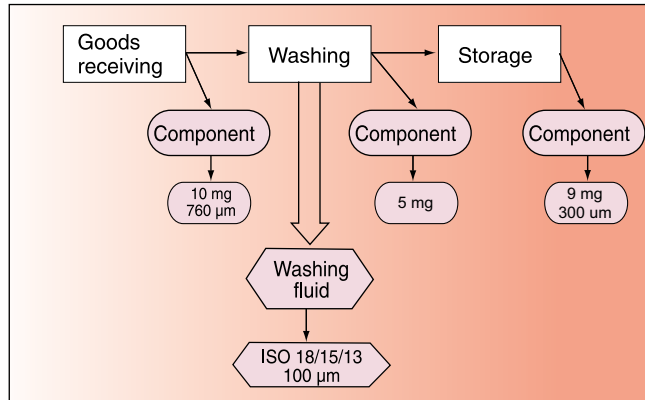 Goods
receiving
Washing
Storage
Component
Component
Component
10 mg
760 µm
5 mg
9 mg
300 um
Washing
fluid
ISO 18/15/13
100 µm